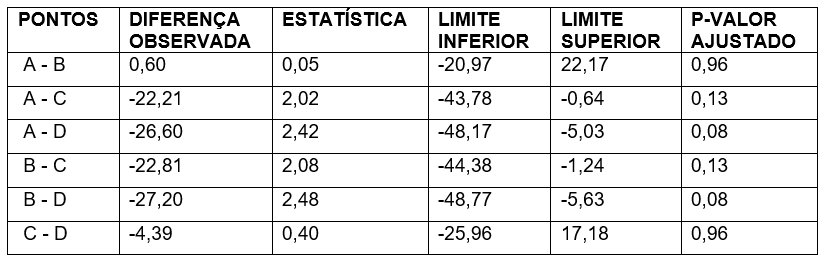 PONTOS DIFERENÇA OBSERVADA ESTATÍSTICA LIMITE INFERIOR LIMITE SUPERIOR P-VALOR AJUSTADO
A - B 0,60 0,05 -20,97 22,17 0,96
A - C -22,21 2,02 -43,78 -0,64 0,13
A - D -26,60 2,42 -48,17 -5,03 0,08
B - C -22,81 2,08 -44,38 -1,24 0,13
B - D -27,20 2,48 -48,77 -5,63 0,08
C - D -4,39 0,40 -25,96 17,18 0,96